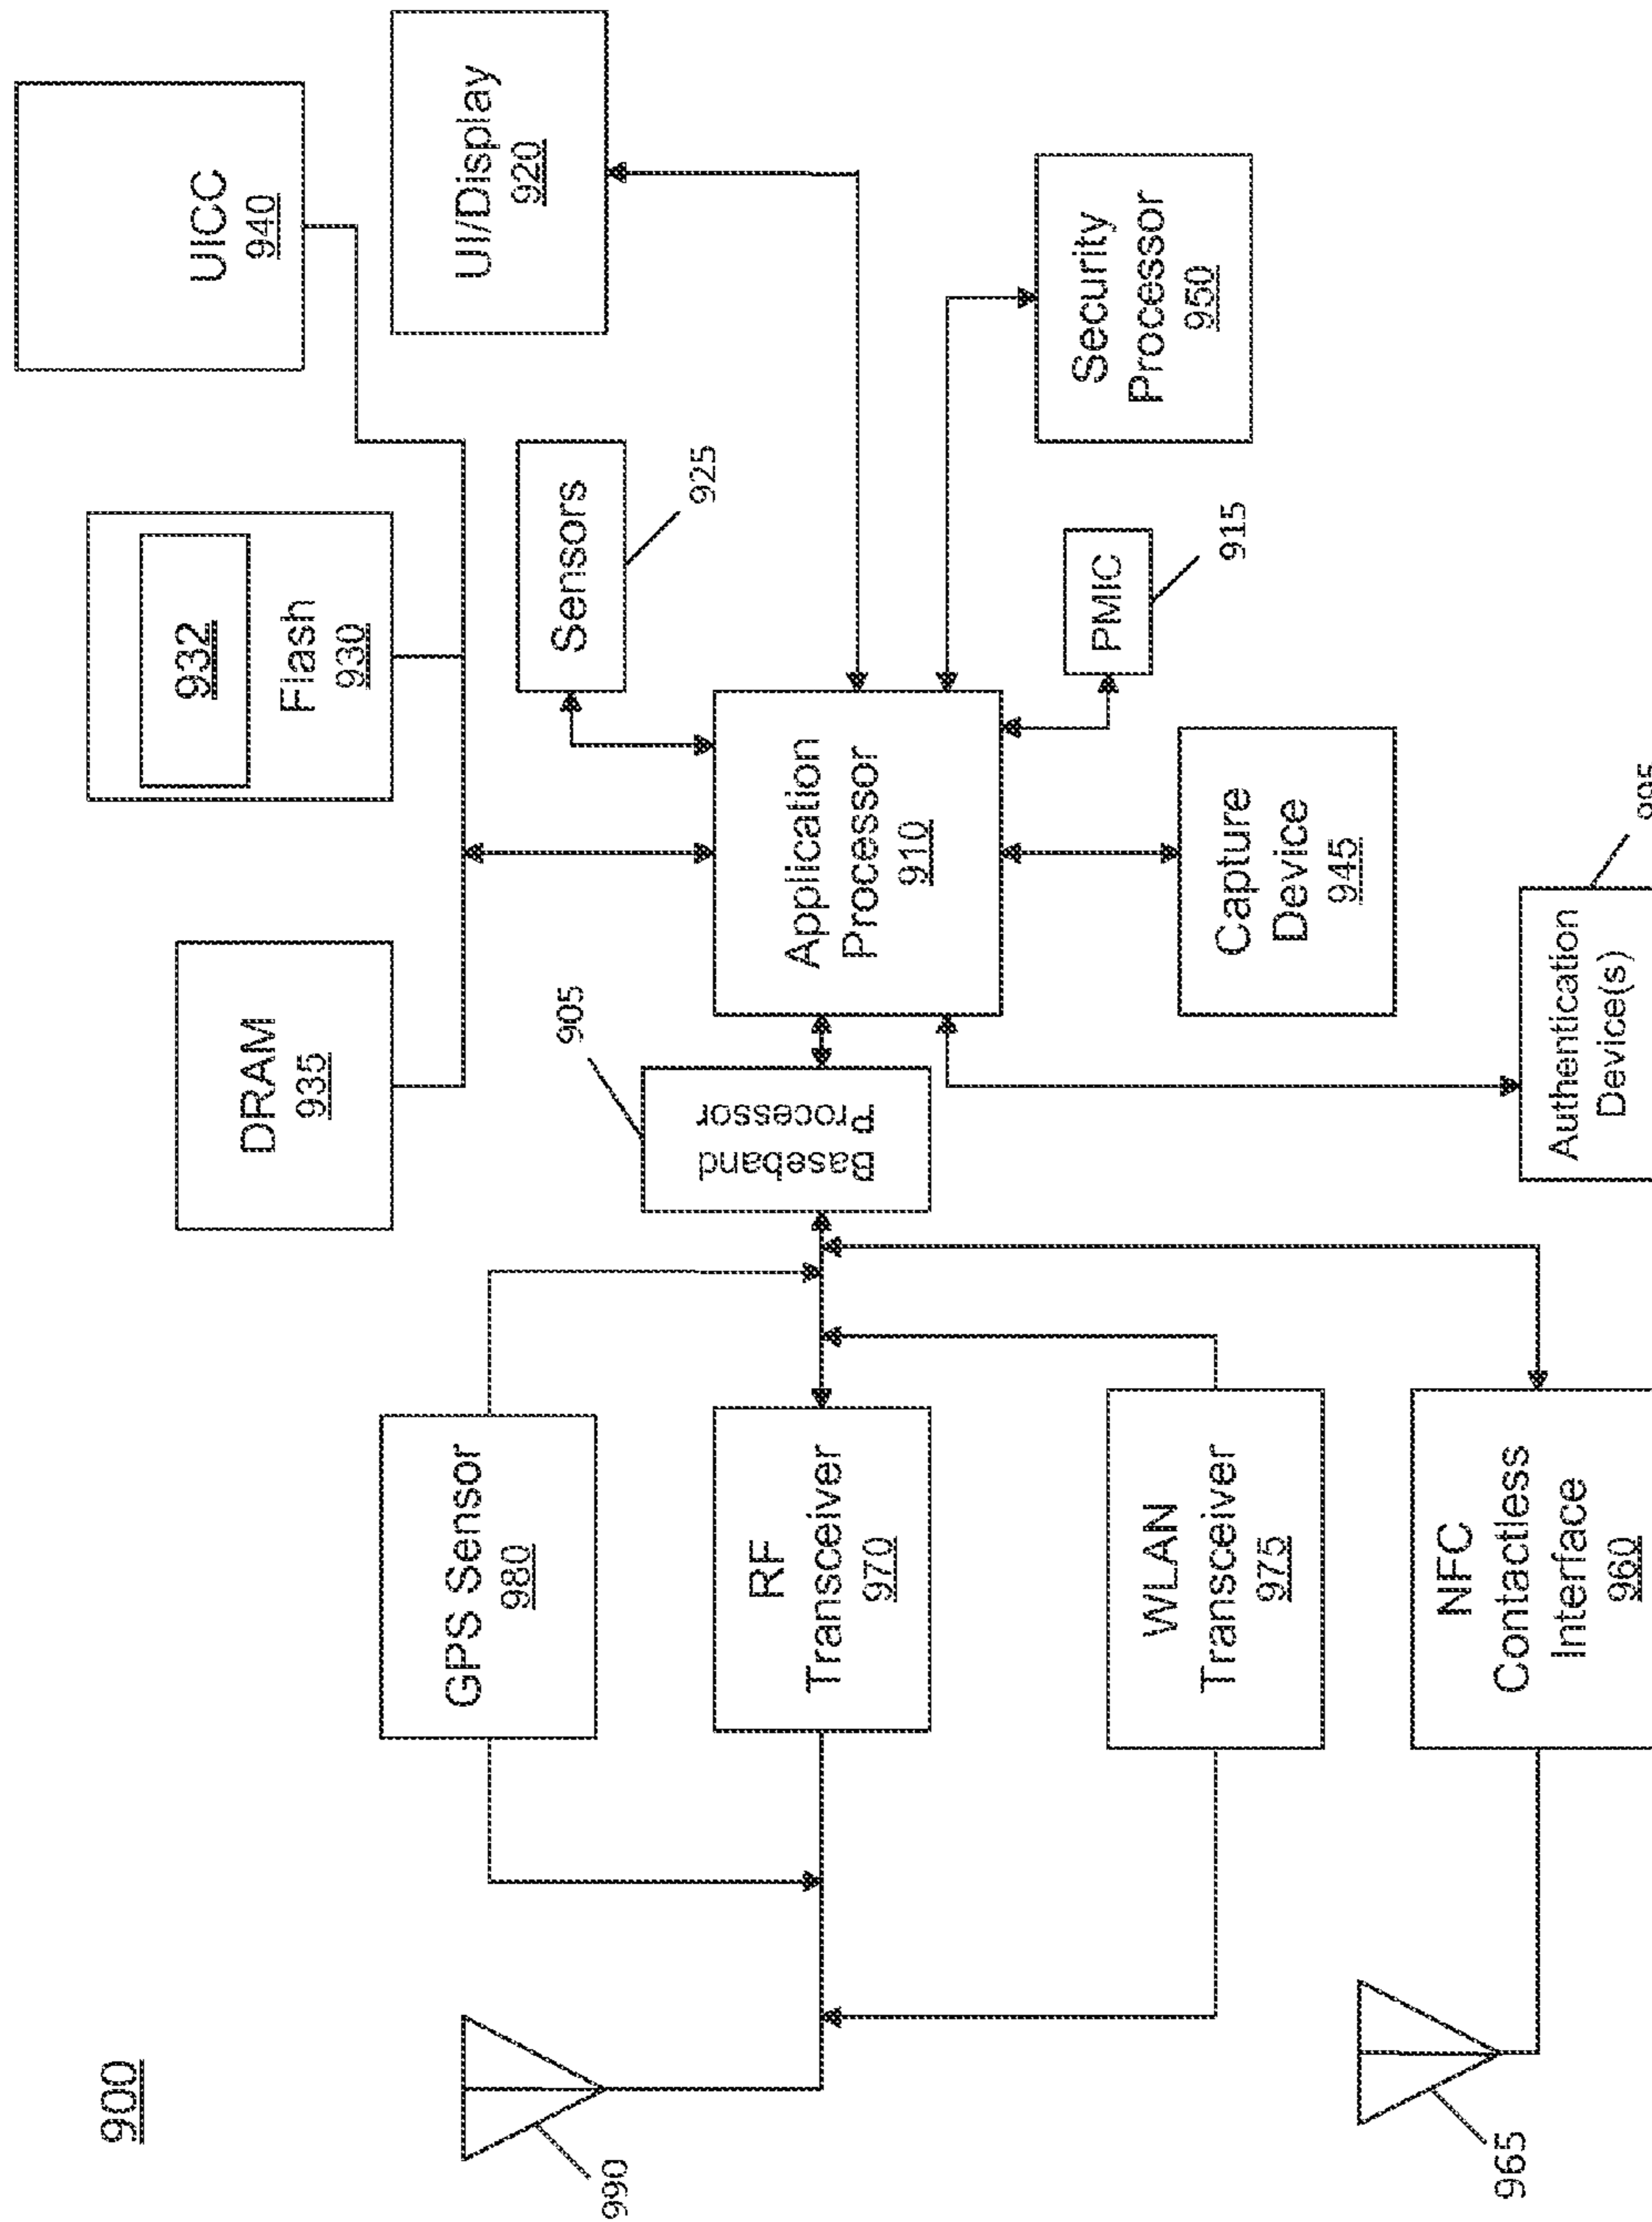 900
DRAM
935
932
Flash
930
UICC
940
UI/Display
920
GPS Sensor
980
Sensors
925
990
905
Baseband
Processor
RF
Transceiver
970
Application
Processor
910
WLAN
Transceiver
975
PMIC
915
Security
Processor
950
Capture
Device
945
965
NFC
Contactless
Interface
960
Authentication
Device(s)
995